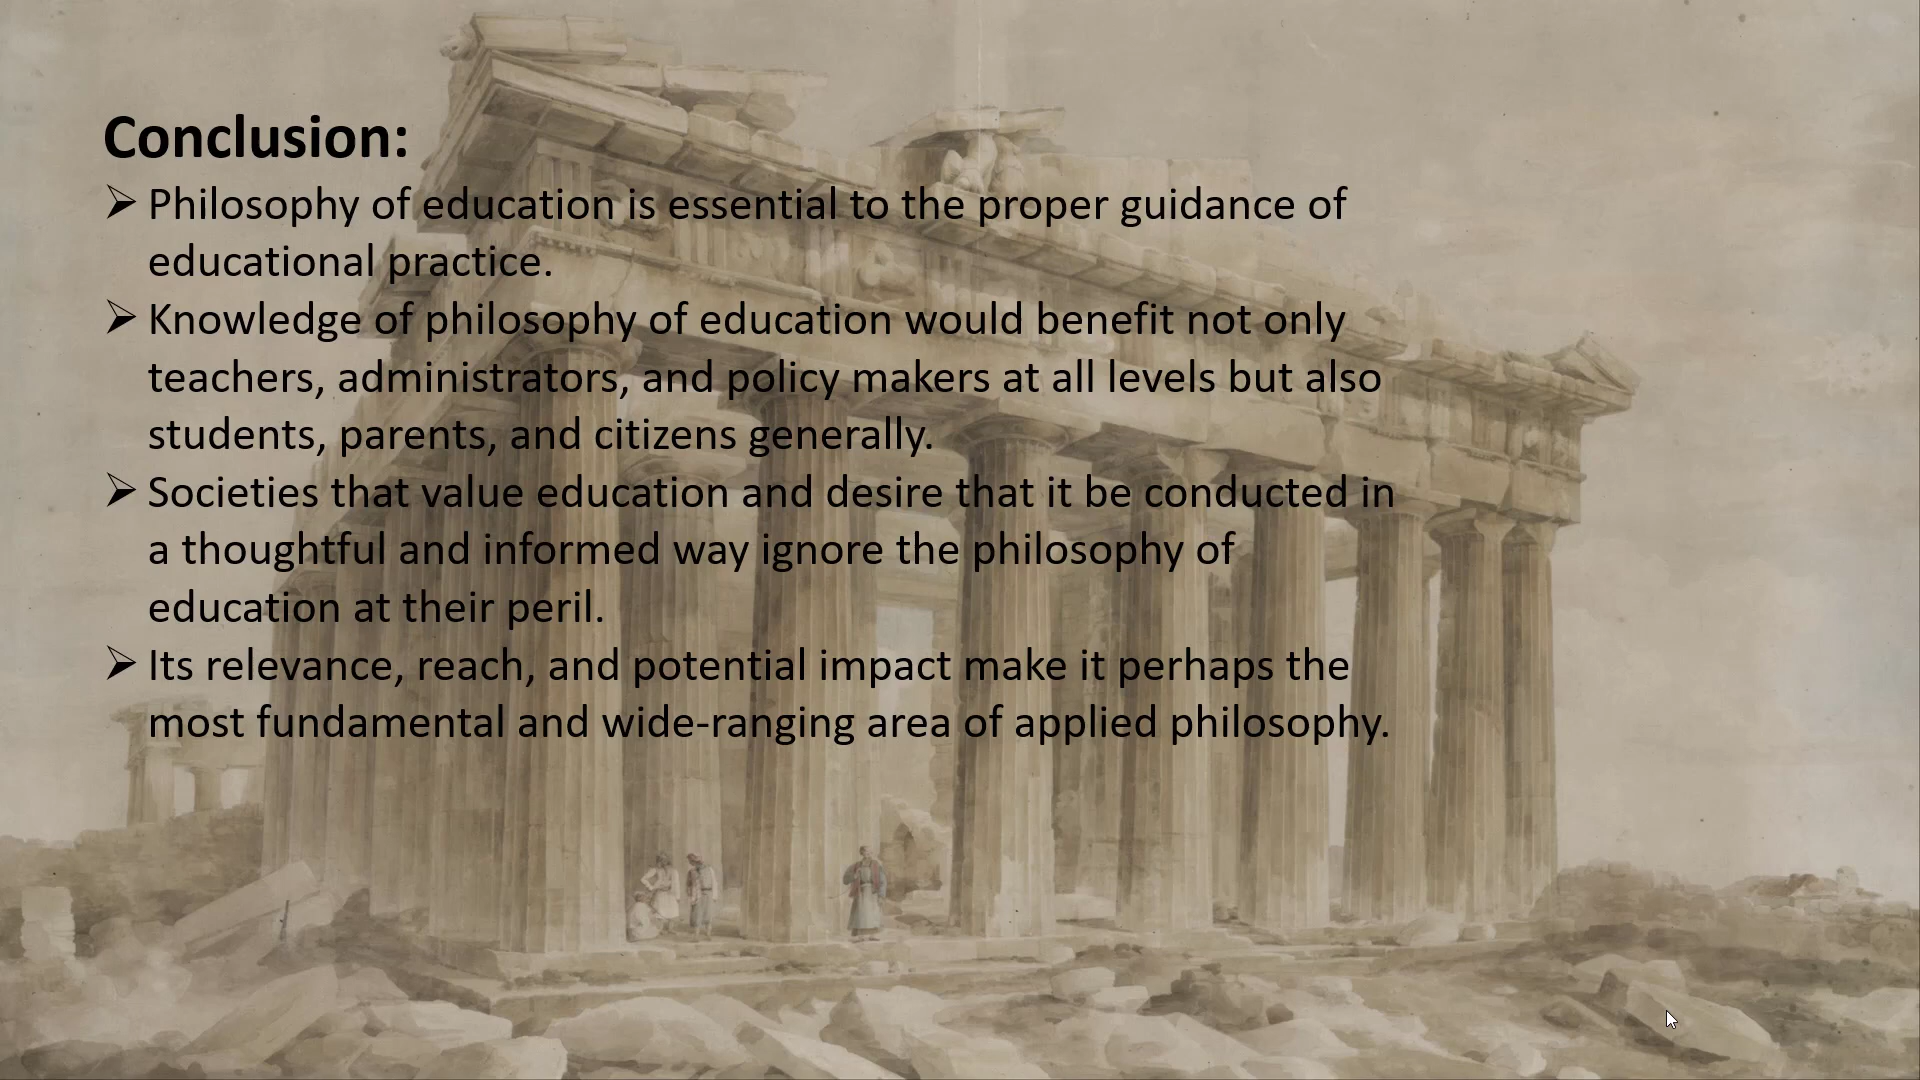 Conclusion:
➢ Philosophy of education is essential to the proper guidance of
educational practice.
➢ Knowledge of philosophy of education would benefit not only
teachers, administrators, and policy makers at all levels but also
students, parents, and citizens generally.
➢ Societies that value education and desire that it be conducted in
a thoughtful and informed way ignore the philosophy of
education at their peril.
➢ Its relevance, reach, and potential impact make it perhaps the
most fundamental and wide-ranging area of applied philosophy.